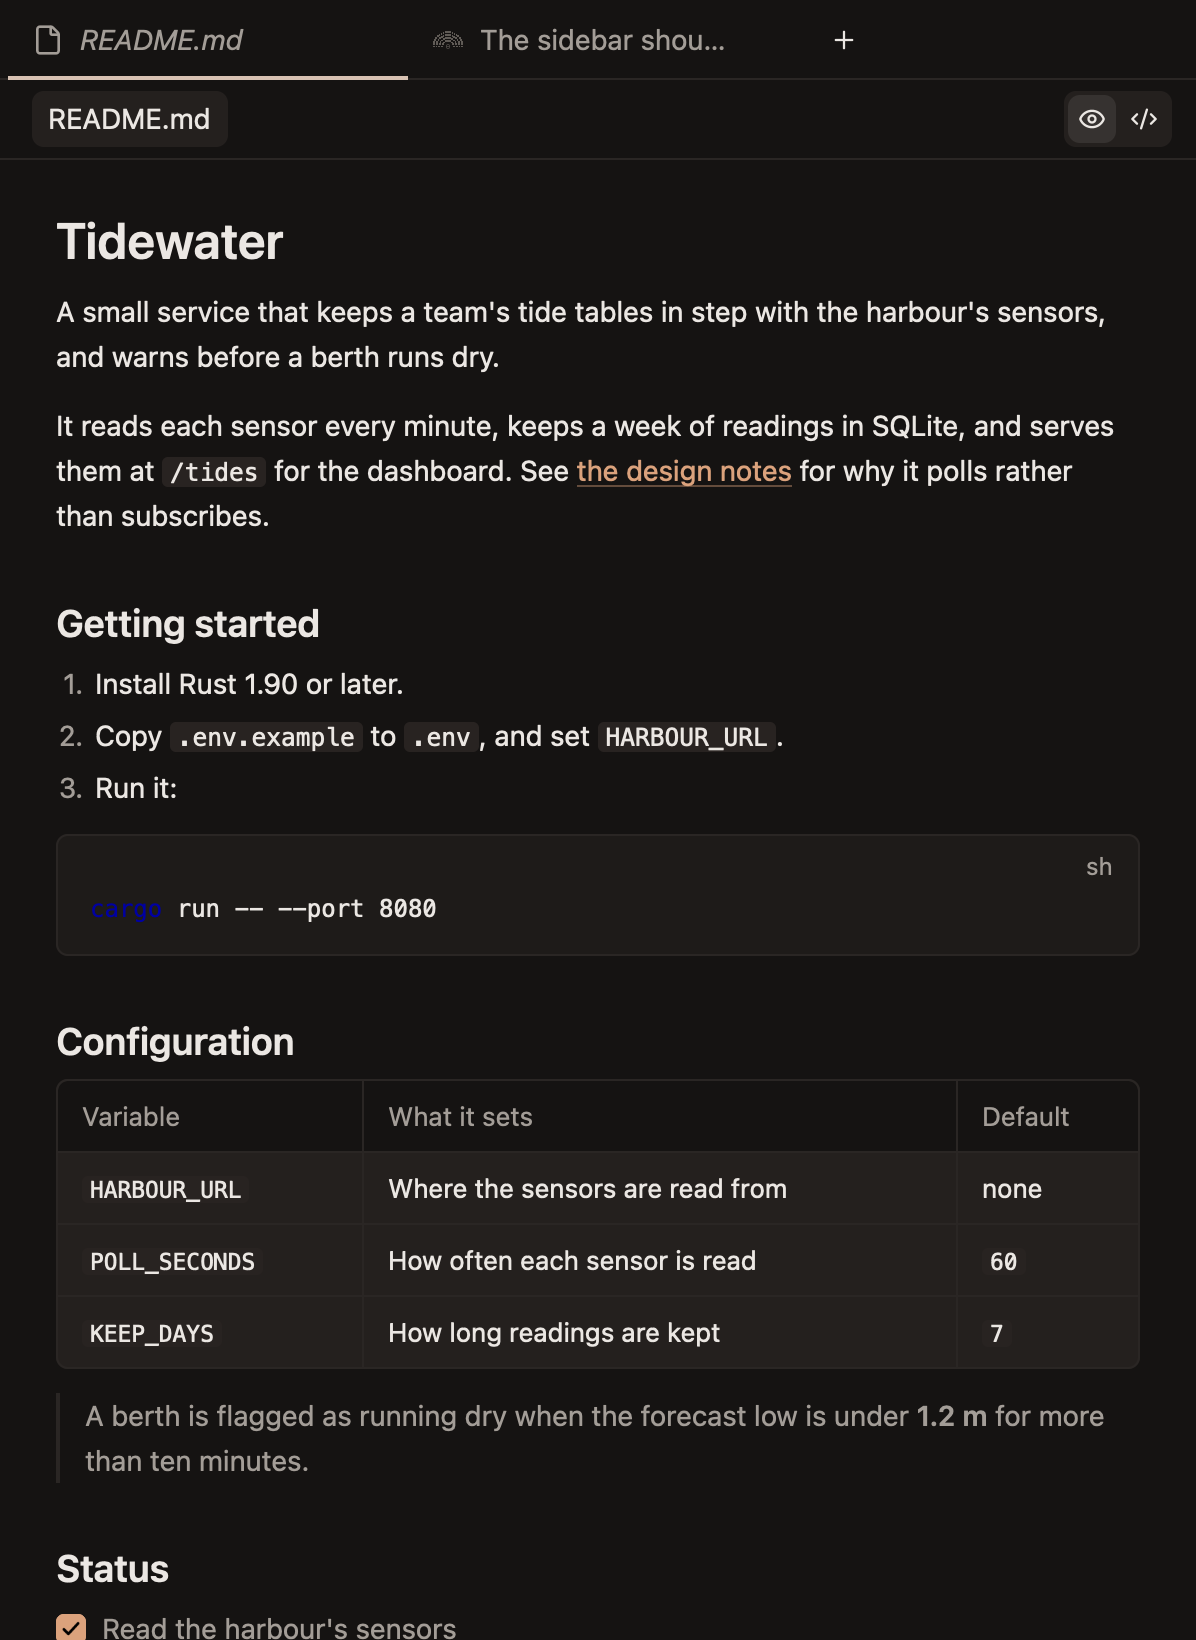 README.md
The sidebar shou...
+
README.md
</>
Tidewater
A small service that keeps a team's tide tables in step with the harbour's sensors,
and warns before a berth runs dry.
It reads each sensor every minute, keeps a week of readings in SQLite, and serves
them at /tides for the dashboard. See the design notes for why it polls rather
than subscribes.
Getting started
1. Install Rust 1.90 or later.
2. Copy .env.example to .env, and set HARBOUR_URL.
3. Run it:
sh
cargo run -- --port 8080
Configuration
Variable What it sets Default
HARBOUR_URL Where the sensors are read from none
POLL_SECONDS How often each sensor is read 60
KEEP_DAYS How long readings are kept 7
A berth is flagged as running dry when the forecast low is under 1.2 m for more
than ten minutes.
Status
Read the harbour's sensors